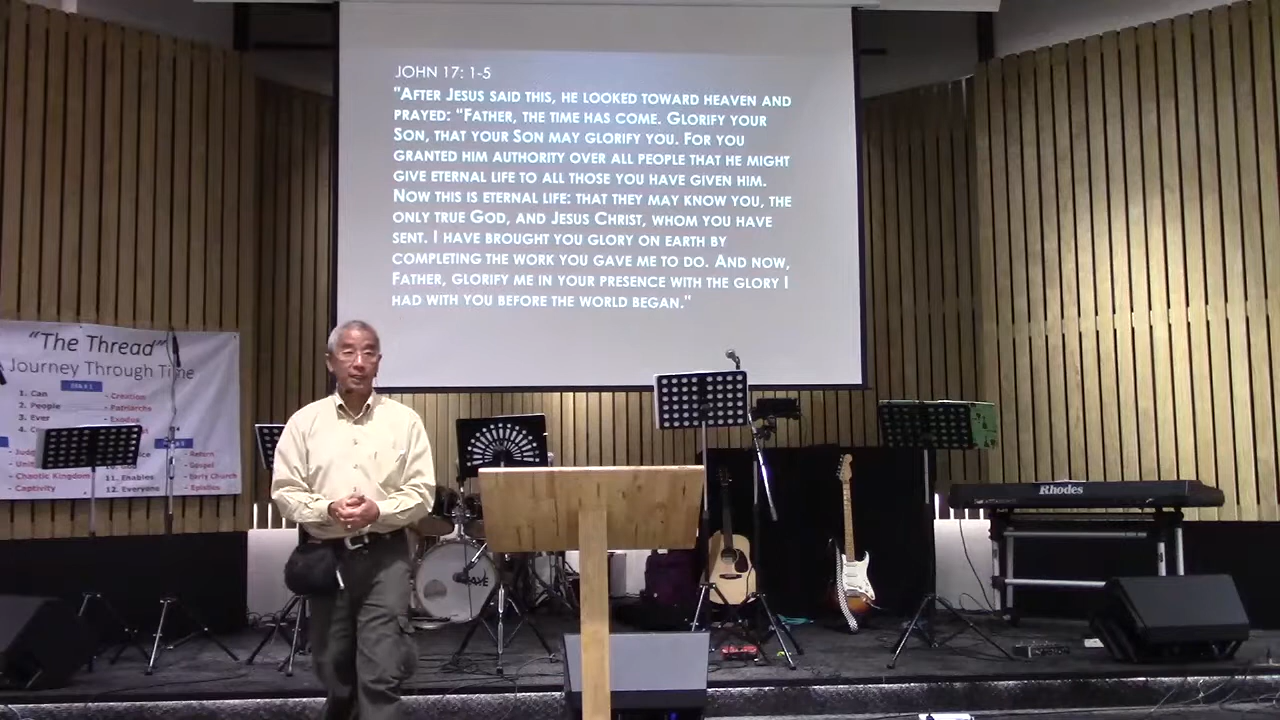 JOHN 17: 1-5
"AFTER JESUS SAID THIS, HE LOOKED TOWARD HEAVEN AND
PRAYED: “FATHER, THE TIME HAS COME. GLORIFY YOUR
SON, THAT YOUR SON MAY GLORIFY YOU. FOR YOU
GRANTED HIM AUTHORITY OVER ALL PEOPLE THAT HE MIGHT
GIVE ETERNAL LIFE TO ALL THOSE YOU HAVE GIVEN HIM.
NOW THIS IS ETERNAL LIFE: THAT THEY MAY KNOW YOU, THE
ONLY TRUE GOD, AND JESUS CHRIST, WHOM YOU HAVE
SENT. I HAVE BROUGHT YOU GLORY ON EARTH BY
COMPLETING THE WORK YOU GAVE ME TO DO. AND NOW,
FATHER, GLORIFY ME IN YOUR PRESENCE WITH THE GLORY I
HAD WITH YOU BEFORE THE WORLD BEGAN."
"The Thread"
Journey Through Time
1. Can - Creation
2. People - Patriarchs
3. Ever - Exodus
4.
- Return
- Gospel
- Chaotic Kingdom 11. Enables - Early Church
- Captivity 12. Everyone - Epistles
Rhodes